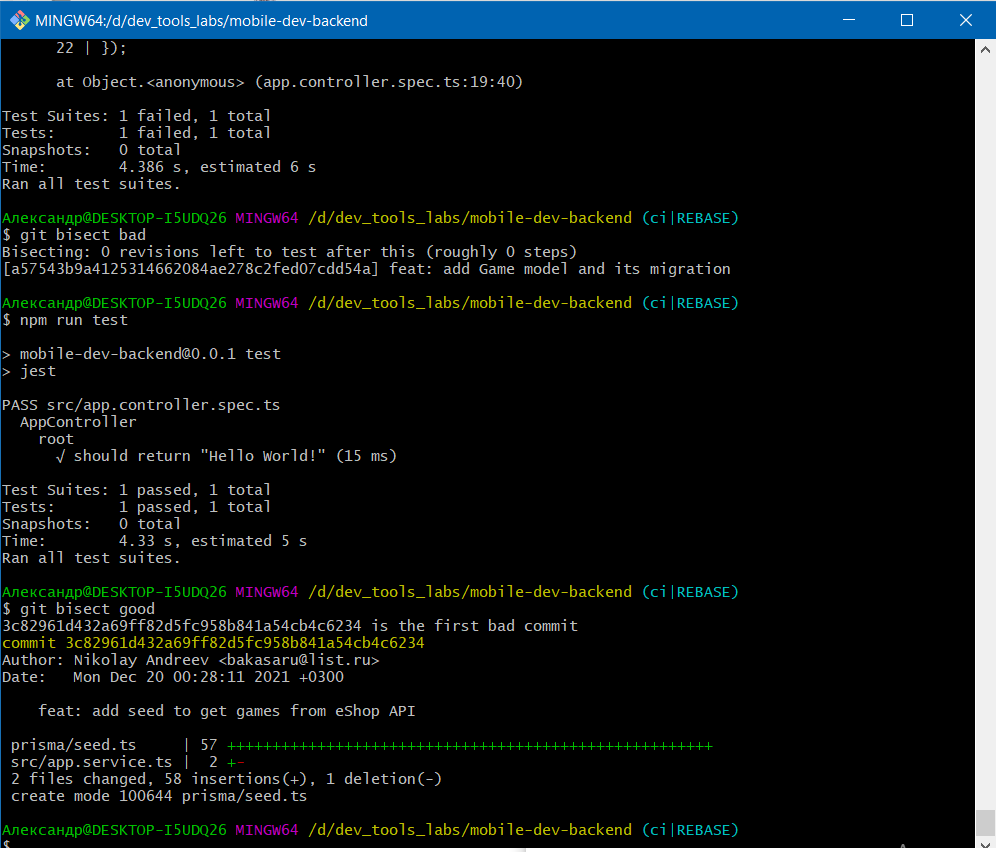 MINGW64:/d/dev_tools_labs/mobile-dev-backend
22 | });
at Object.<anonymous> (app.controller.spec.ts:19:40)
Test Suites: 1 failed, 1 total
Tests:       1 failed, 1 total
Snapshots:   0 total
Time:        4.386 s, estimated 6 s
Ran all test suites.
Александр@DESKTOP-I5UDQ26 MINGW64 /d/dev_tools_labs/mobile-dev-backend (ci|REBASE)
$ git bisect bad
Bisecting: 0 revisions left to test after this (roughly 0 steps)
[a57543b9a4125314662084ae278c2fed07cdd54a] feat: add Game model and its migration
Александр@DESKTOP-I5UDQ26 MINGW64 /d/dev_tools_labs/mobile-dev-backend (ci|REBASE)
$ npm run test
> mobile-dev-backend@0.0.1 test
> jest
PASS src/app.controller.spec.ts
AppController
root
√ should return "Hello World!" (15 ms)
Test Suites: 1 passed, 1 total
Tests:       1 passed, 1 total
Snapshots:   0 total
Time:        4.33 s, estimated 5 s
Ran all test suites.
Александр@DESKTOP-I5UDQ26 MINGW64 /d/dev_tools_labs/mobile-dev-backend (ci|REBASE)
$ git bisect good
3c82961d432a69ff82d5fc958b841a54cb4c6234 is the first bad commit
commit 3c82961d432a69ff82d5fc958b841a54cb4c6234
Author: Nikolay Andreev <bakasaru@list.ru>
Date:   Mon Dec 20 00:28:11 2021 +0300
feat: add seed to get games from eShop API
prisma/seed.ts     | 57 ++++++++++++++++++++++++++++++++++++++++++++++++++++++
src/app.service.ts |  2 +-
2 files changed, 58 insertions(+), 1 deletion(-)
create mode 100644 prisma/seed.ts
Александр@DESKTOP-I5UDQ26 MINGW64 /d/dev_tools_labs/mobile-dev-backend (ci|REBASE)
$